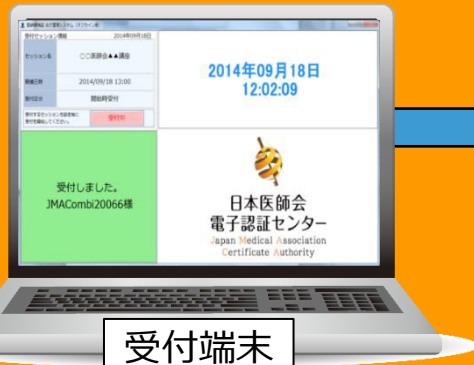 受付セッション情報 2014年09月18日
セッション名 ○○医師会▲▲講座
開催日時 2014/09/18 13:00
受付区分 開始時受付
受付中
2014年09月18日
12:02:09
受付しました。
JMACombi20066様
日本医師会
電子認証センター
Japan Medical Association
Certificate Authority
受付端末